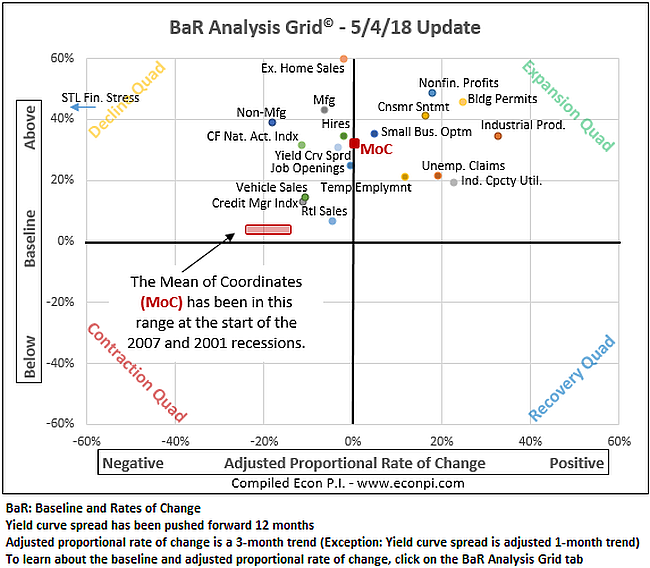 BaR Analysis Grid© - 5/4/18 Update
60%
Ex. Home Sales
Decline Quad
Expansion Quad
STL Fin. Stress
Nonfin. Profits
Bldg Permits
Mfg
Non-Mfg
Cnsmr Sntmt
40%
Hires
Small Bus. Optm
Industrial Prod.
CF Nat. Act. Indx
MoC
Yield Crv Sprd
Job Openings
Unemp. Claims
20%
Vehicle Sales
Temp Emplymnt
Ind. Cpcty Util.
Credit Mgr Indx
Rtl Sales
0%
Above
Baseline
Below
The Mean of Coordinates
(MoC) has been in this
range at the start of the
2007 and 2001 recessions.
-20%
-40%
-60%
Contraction Quad
Recovery Quad
-60% -40% -20% 0% 20% 40% 60%
Negative Adjusted Proportional Rate of Change Positive
Compiled Econ P.I. - www.econpi.com
BaR: Baseline and Rates of Change
Yield curve spread has been pushed forward 12 months
Adjusted proportional rate of change is a 3-month trend (Exception: Yield curve spread is adjusted 1-month trend)
To learn about the baseline and adjusted proportional rate of change, click on the BaR Analysis Grid tab